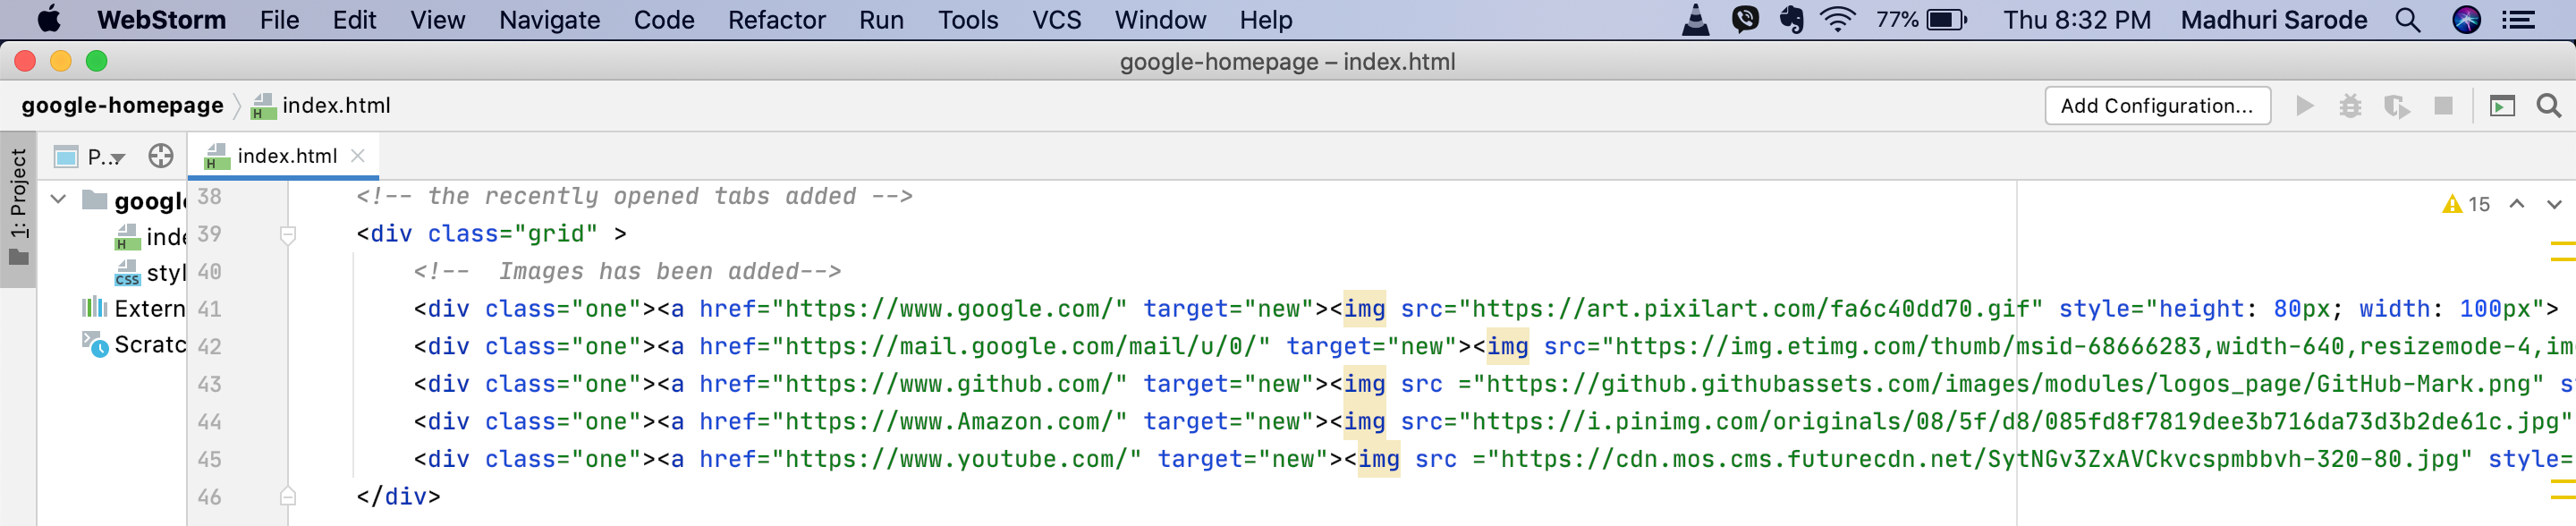 WebStorm File Edit View Navigate Code Refactor Run Tools VCS Window Help 77% Thu 8:32 PM Madhuri Sarode
google-homepage – index.html
google-homepage index.html Add Configuration...
1: Project
P... index.html
googl
inde
styl
Extern
Scratc
15
38 <!-- the recently opened tabs added -->
39 <div class="grid" >
40 <!--  Images has been added-->
41 <div class="one"><a href="https://www.google.com/" target="new"><img src="https://art.pixilart.com/fa6c40dd70.gif" style="height: 80px; width: 100px">
42 <div class="one"><a href="https://mail.google.com/mail/u/0/" target="new"><img src="https://img.etimg.com/thumb/msid-68666283,width-640,resizemode-4,im
43 <div class="one"><a href="https://www.github.com/" target="new"><img src ="https://github.githubassets.com/images/modules/logos_page/GitHub-Mark.png" s
44 <div class="one"><a href="https://www.Amazon.com/" target="new"><img src="https://i.pinimg.com/originals/08/5f/d8/085fd8f7819dee3b716da73d3b2de61c.jpg"
45 <div class="one"><a href="https://www.youtube.com/" target="new"><img src ="https://cdn.mos.cms.futurecdn.net/SytNGv3ZxAVCkvcspmbbvh-320-80.jpg" style=
46 </div>